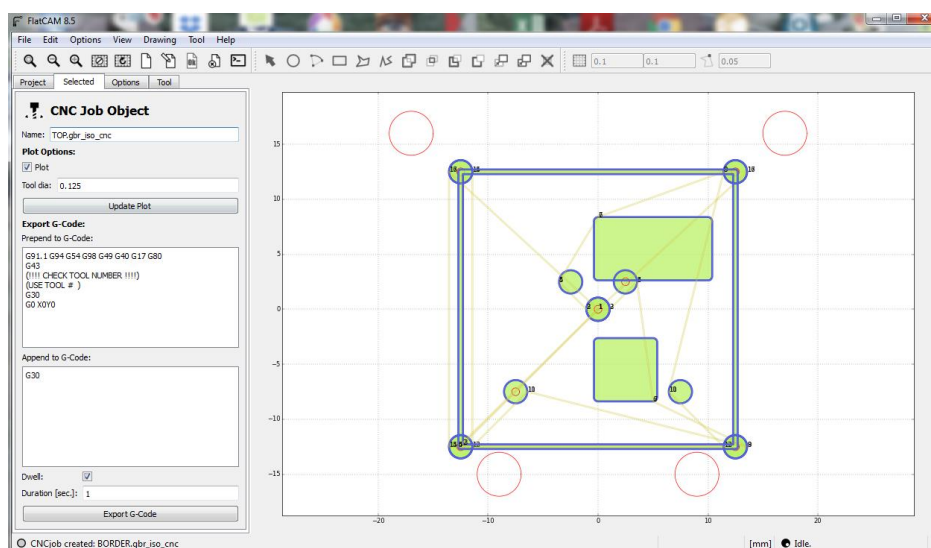 FlatCAM 8.5
File Edit Options View Drawing Tool Help
0.1 0.1 0.05
Project Selected Options Tool
CNC Job Object
Name: TOP.gbr_iso_cnc
Plot Options:
Plot
Tool dia: 0.125
Update Plot
Export G-Code:
Prepend to G-Code:
G91.1 G94 G54 G98 G49 G40 G17 G80
G43
(!!!! CHECK TOOL NUMBER !!!!)
(USE TOOL # )
G30
G0 X0Y0
Append to G-Code:
G30
Dwell:
Duration [sec.]: 1
Export G-Code
CNCjob created: BORDER.gbr_iso_cnc
15
10
5
0
−5
−10
−15
−20 −10 0 10 20
1
10
10
[mm] Idle.